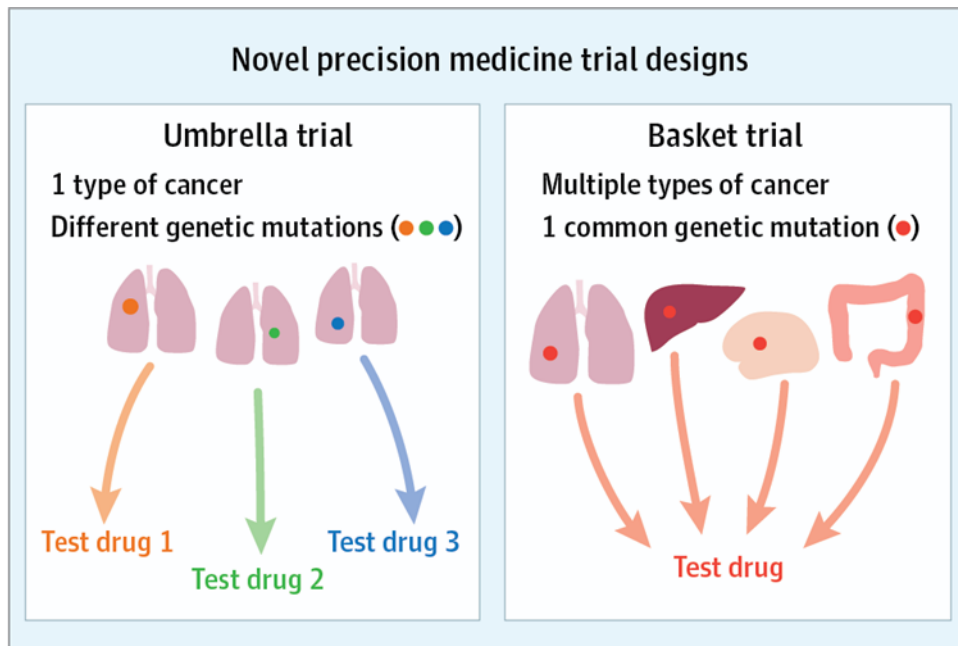 Novel precision medicine trial designs
Umbrella trial
1 type of cancer
Different genetic mutations (●●●)
Test drug 1
Test drug 2
Test drug 3
Basket trial
Multiple types of cancer
1 common genetic mutation (●)
Test drug